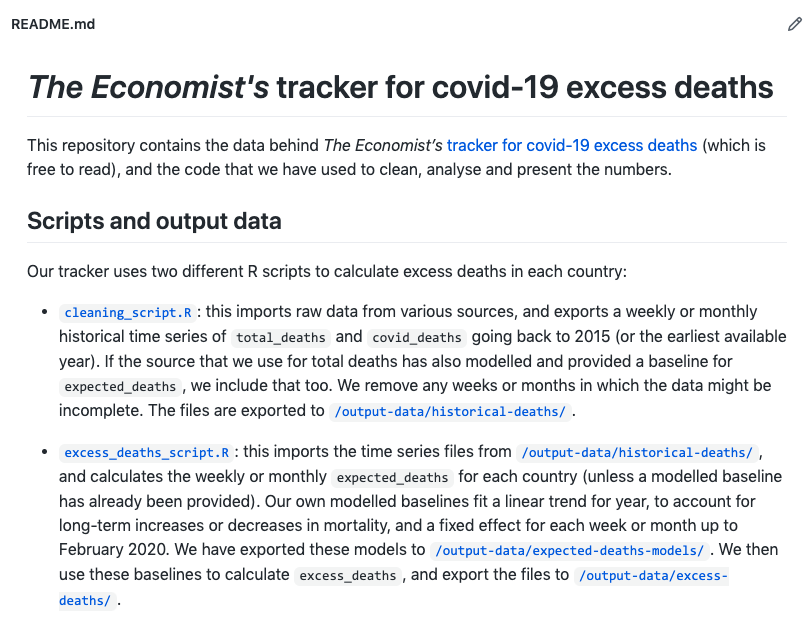 README.md
The Economist's tracker for covid-19 excess deaths
This repository contains the data behind The Economist’s tracker for covid-19 excess deaths (which is
free to read), and the code that we have used to clean, analyse and present the numbers.
Scripts and output data
Our tracker uses two different R scripts to calculate excess deaths in each country:
• cleaning_script.R : this imports raw data from various sources, and exports a weekly or monthly
historical time series of total_deaths and covid_deaths going back to 2015 (or the earliest available
year). If the source that we use for total deaths has also modelled and provided a baseline for
expected_deaths , we include that too. We remove any weeks or months in which the data might be
incomplete. The files are exported to /output-data/historical-deaths/ .
• excess_deaths_script.R : this imports the time series files from /output-data/historical-deaths/ ,
and calculates the weekly or monthly expected_deaths for each country (unless a modelled baseline
has already been provided). Our own modelled baselines fit a linear trend for year, to account for
long-term increases or decreases in mortality, and a fixed effect for each week or month up to
February 2020. We have exported these models to /output-data/expected-deaths-models/ . We then
use these baselines to calculate excess_deaths , and export the files to /output-data/excess-
deaths/ .